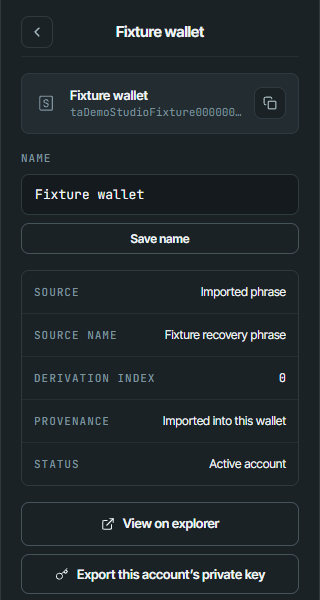 Fixture wallet
S
Fixture wallet
taDemoStudioFixture000000…
NAME
Fixture wallet
Save name
SOURCE Imported phrase
SOURCE NAME Fixture recovery phrase
DERIVATION INDEX 0
PROVENANCE Imported into this wallet
STATUS Active account
View on explorer
Export this account’s private key